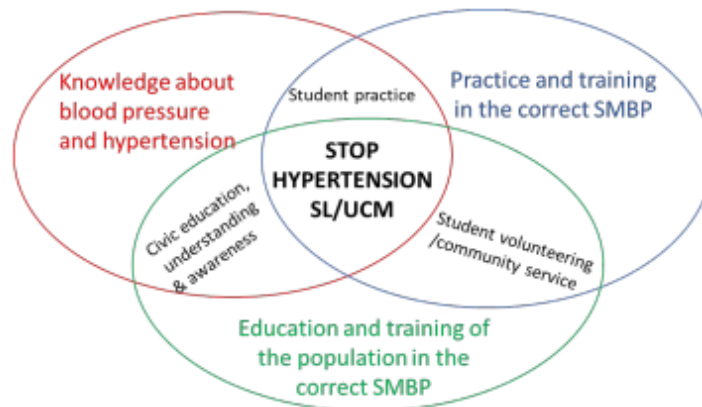 Knowledge about
blood pressure
and hypertension
Student practice
Practice and training
in the correct SMBP
STOP
HYPERTENSION
SL/UCM
Civic education,
understanding
& awareness
Student volunteering
/community service
Education and training of
the population in the
correct SMBP